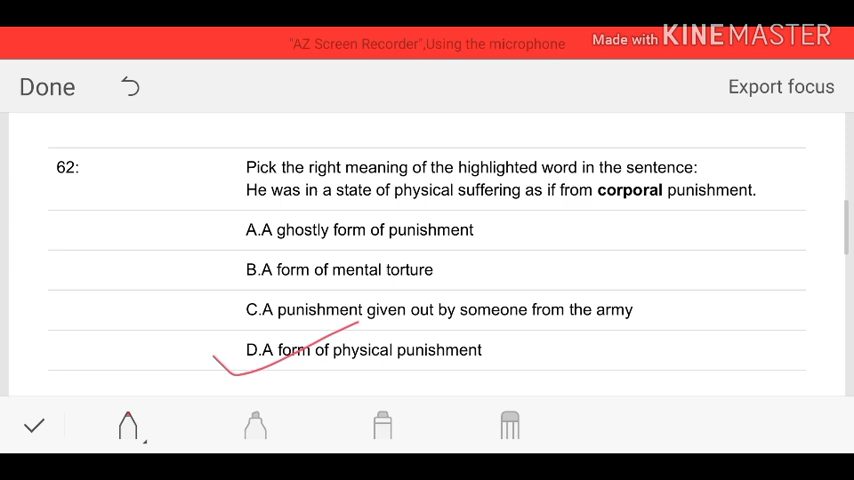 "AZ Screen Recorder",Using the microphone
Made with KINEMASTER
Done
Export focus
62:
Pick the right meaning of the highlighted word in the sentence:
He was in a state of physical suffering as if from corporal punishment.
A.A ghostly form of punishment
B.A form of mental torture
C.A punishment given out by someone from the army
D.A form of physical punishment